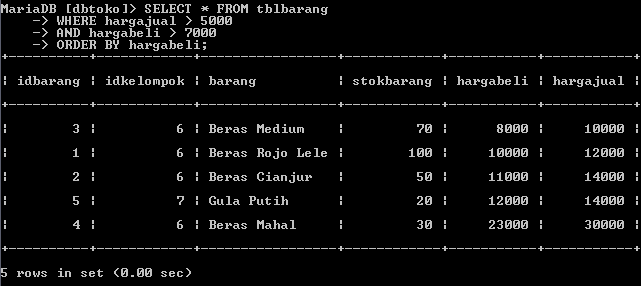 MariaDB [dbtoko]> SELECT * FROM tblbarang
    -> WHERE hargajual > 5000
    -> AND hargabeli > 7000
    -> ORDER BY hargabeli;
+----------+------------+-----------------+------------+-----------+-----------+
¦ idbarang ¦ idkelompok ¦ barang          ¦ stokbarang ¦ hargabeli ¦ hargajual ¦
+----------+------------+-----------------+------------+-----------+-----------+
¦        3 ¦          6 ¦ Beras Medium    ¦         70 ¦      8000 ¦     10000 ¦
¦        1 ¦          6 ¦ Beras Rojo Lele ¦        100 ¦     10000 ¦     12000 ¦
¦        2 ¦          6 ¦ Beras Cianjur   ¦         50 ¦     11000 ¦     14000 ¦
¦        5 ¦          7 ¦ Gula Putih      ¦         20 ¦     12000 ¦     14000 ¦
¦        4 ¦          6 ¦ Beras Mahal     ¦         30 ¦     23000 ¦     30000 ¦
+----------+------------+-----------------+------------+-----------+-----------+
5 rows in set (0.00 sec)